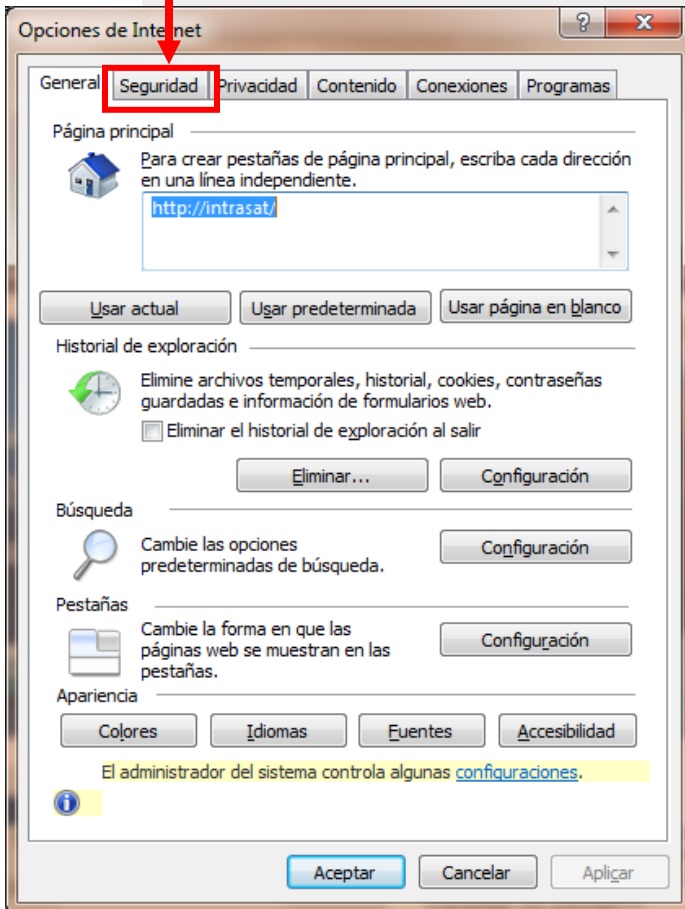 Opciones de Internet
General Seguridad Privacidad Contenido Conexiones Programas
Página principal
Para crear pestañas de página principal, escriba cada dirección
en una línea independiente.
http://intrasat/
Usar actual Usar predeterminada Usar página en blanco
Historial de exploración
Elimine archivos temporales, historial, cookies, contraseñas
guardadas e información de formularios web.
Eliminar el historial de exploración al salir
Eliminar... Configuración
Búsqueda
Cambie las opciones
predeterminadas de búsqueda.
Configuración
Pestañas
Cambie la forma en que las
páginas web se muestran en las
pestañas.
Configuración
Apariencia
Colores Idiomas Fuentes Accesibilidad
El administrador del sistema controla algunas configuraciones.
Aceptar Cancelar Aplicar